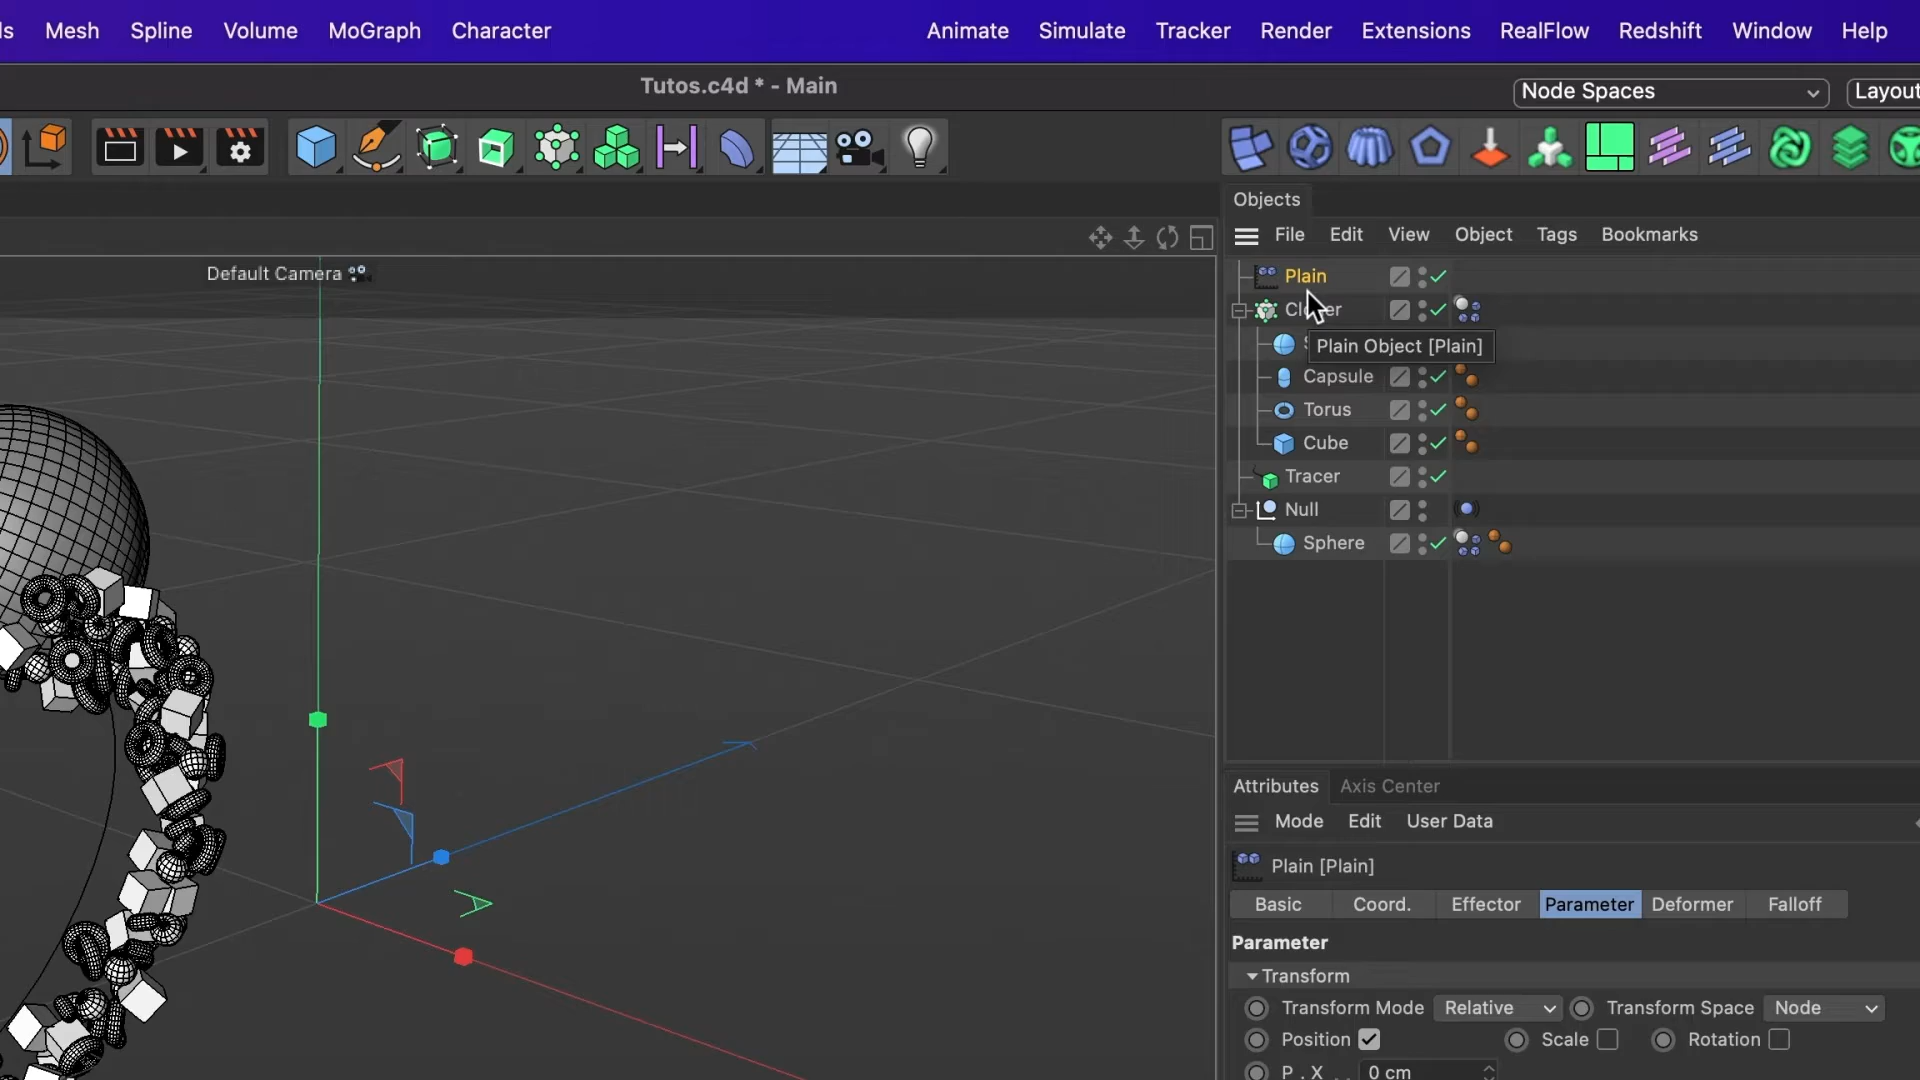 Mesh Spline Volume MoGraph Character Animate Simulate Tracker Render Extensions RealFlow Redshift Window Help
Tutos.c4d * - Main
Node Spaces
Layout
Objects
File Edit View Object Tags Bookmarks
Default Camera
Plain
Plain Object [Plain]
Capsule
Torus
Cube
Tracer
Null
Sphere
Attributes Axis Center
Mode Edit User Data
Plain [Plain]
Basic Coord. Effector Parameter Deformer Falloff
Parameter
Transform
Transform Mode Relative Transform Space Node
Position Scale Rotation
P . X 0 cm